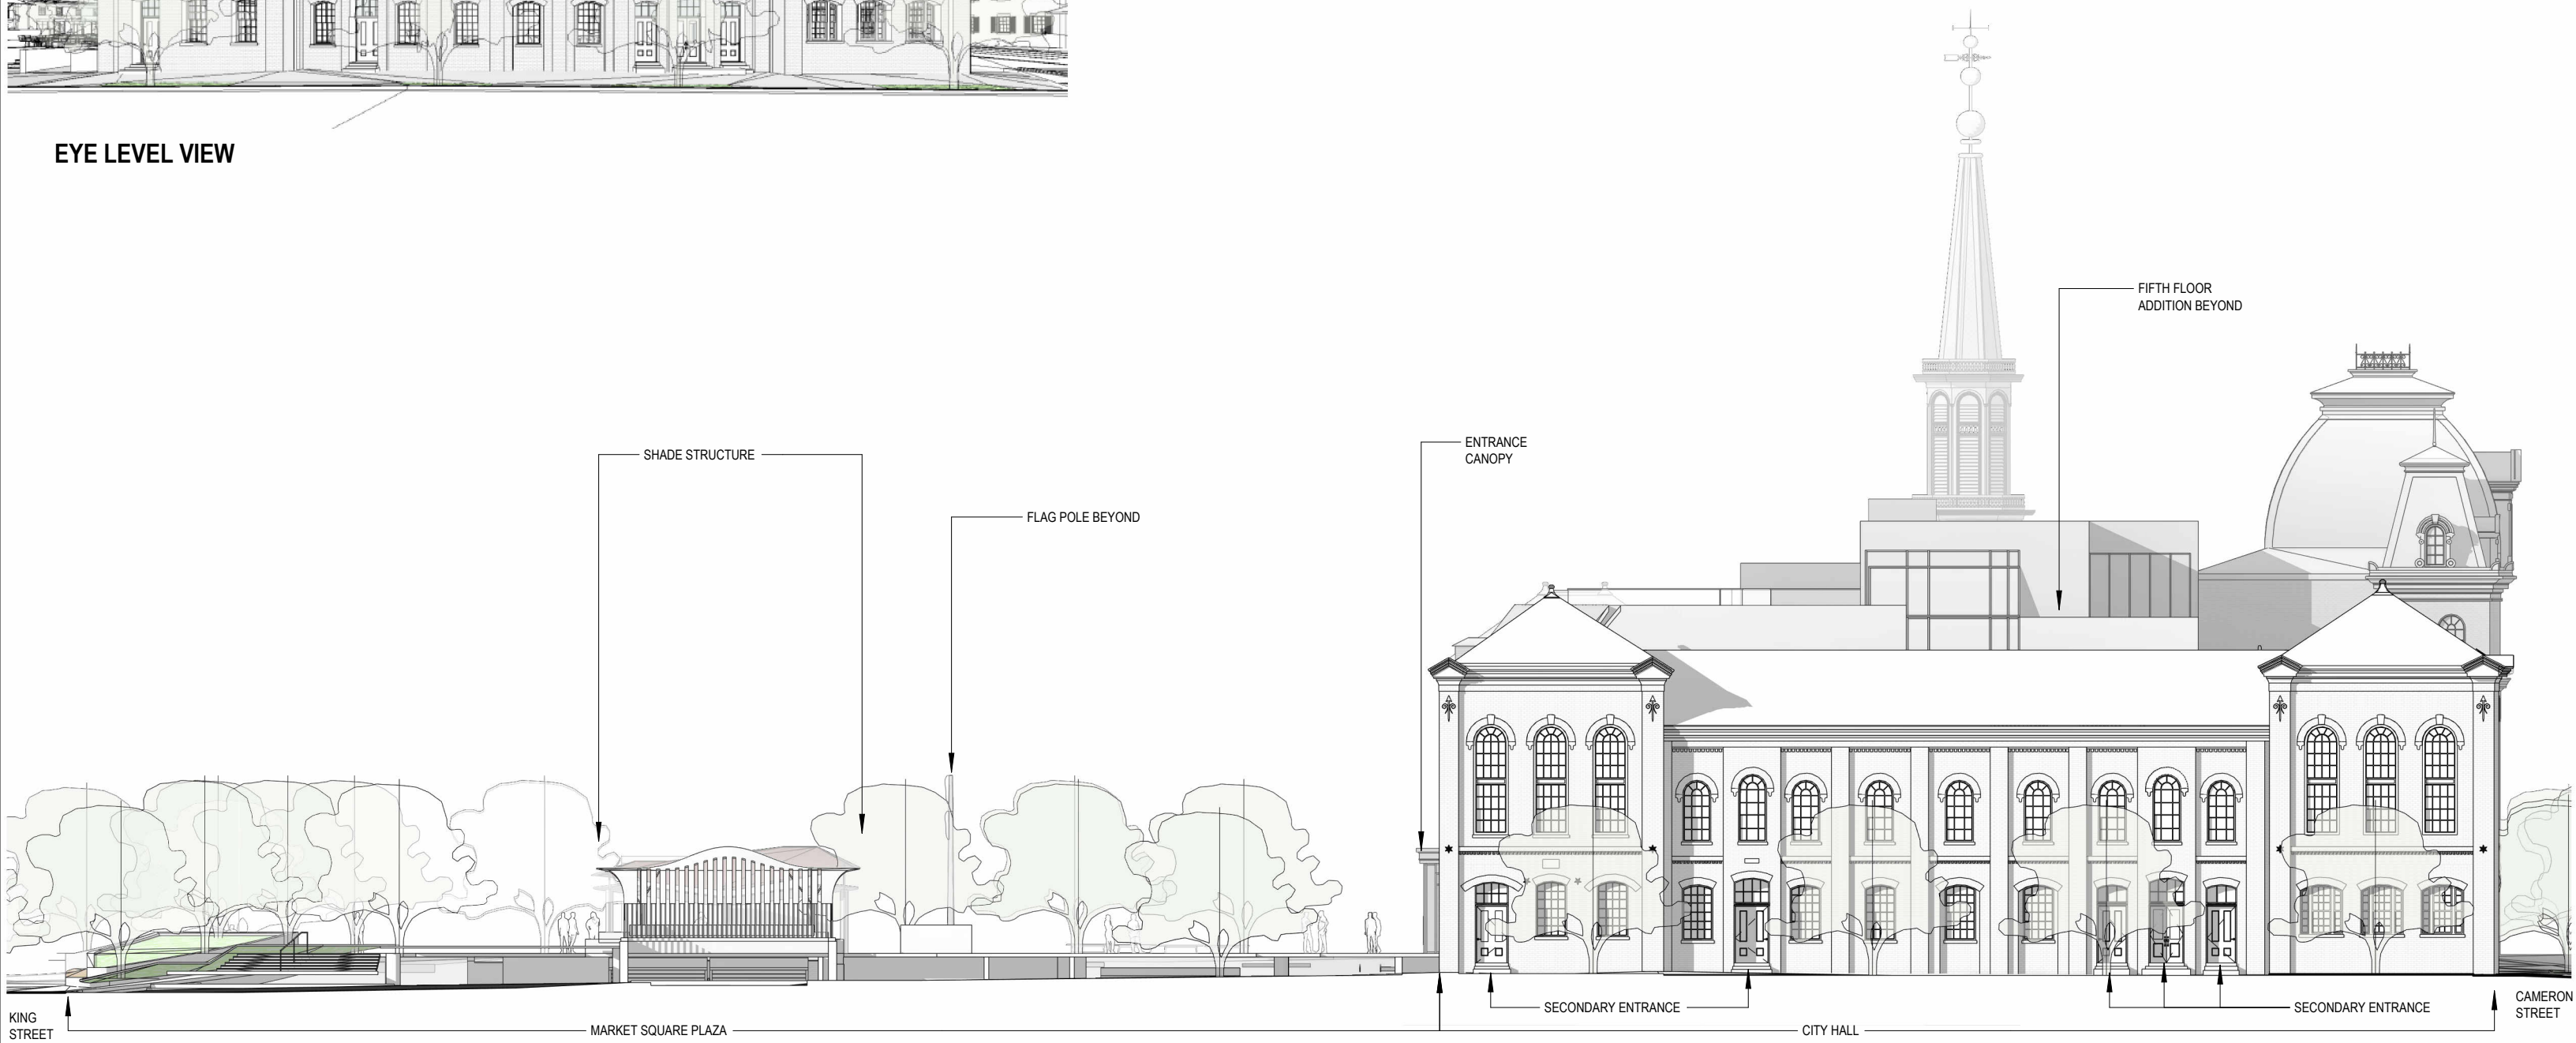 EYE LEVEL VIEW
FIFTH FLOOR
ADDITION BEYOND
ENTRANCE
CANOPY
SHADE STRUCTURE
FLAG POLE BEYOND
SECONDARY ENTRANCE
SECONDARY ENTRANCE
CAMERON
STREET
KING
STREET
MARKET SQUARE PLAZA
CITY HALL